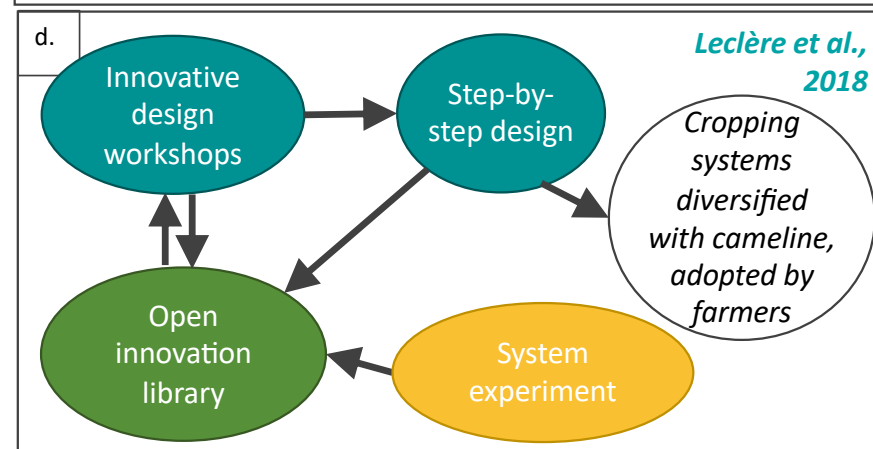 d.
Innovative
design
workshops
Step-by-
step design
Leclère et al.,
2018
Cropping
systems
diversified
with cameline,
adopted by
farmers
Open
innovation
library
System
experiment